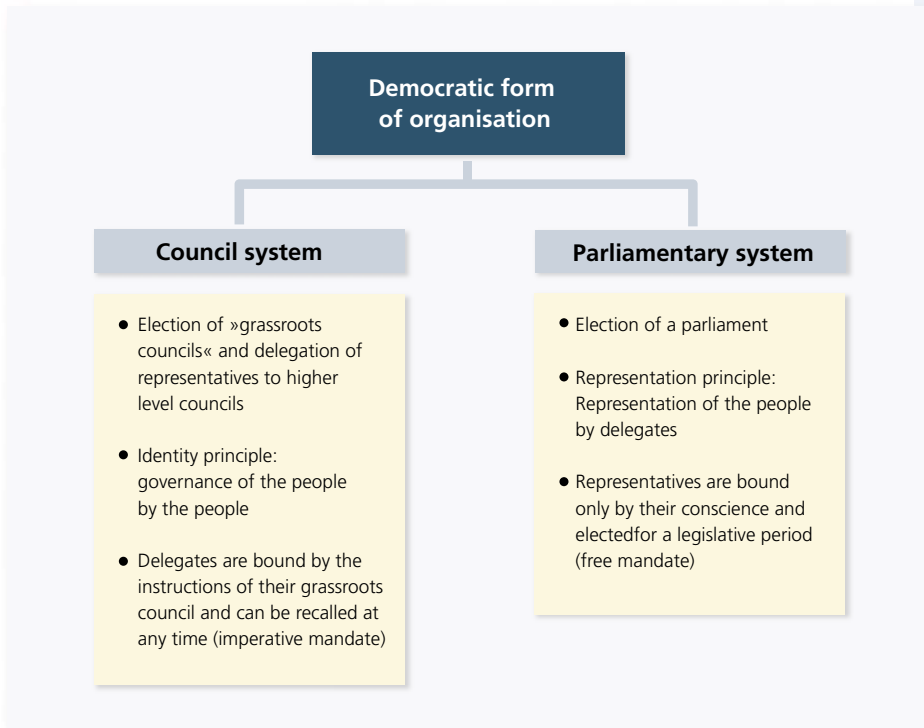 Democratic form
of organisation
Council system
● Election of »grassroots
councils« and delegation of
representatives to higher
level councils
● Identity principle:
governance of the people
by the people
● Delegates are bound by the
instructions of their grassroots
council and can be recalled at
any time (imperative mandate)
Parliamentary system
● Election of a parliament
● Representation principle:
Representation of the people
by delegates
● Representatives are bound
only by their conscience and
electedfor a legislative period
(free mandate)